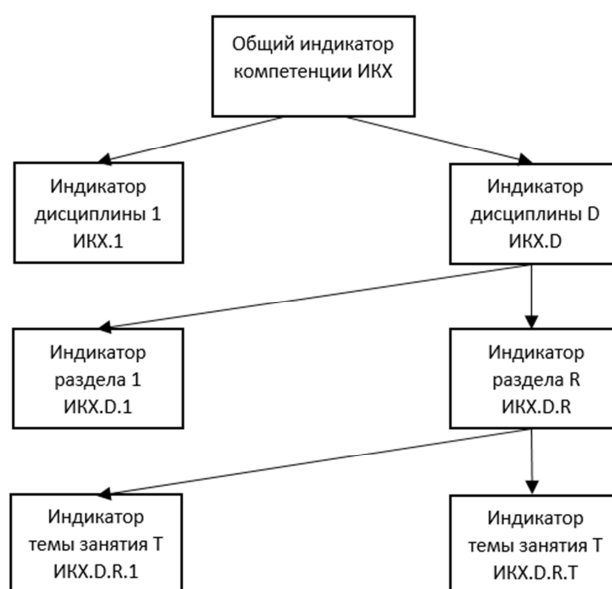 Общий индикатор
компетенции ИКХ
Индикатор
дисциплины 1
ИКХ.1
Индикатор
дисциплины D
ИКХ.D
Индикатор
раздела 1
ИКХ.D.1
Индикатор
раздела R
ИКХ.D.R
Индикатор
темы занятия T
ИКХ.D.R.1
Индикатор
темы занятия T
ИКХ.D.R.T